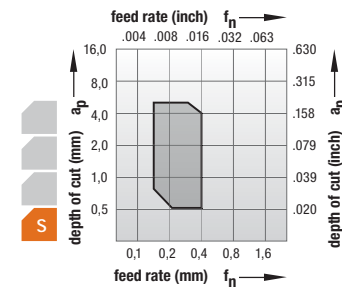 feed rate (inch) fn
.004 .008 .016 .032 .063
16,0 .630
8,0 .315
4,0 .158
2,0 .079
1,0 .039
0,5 .020
ap
depth of cut (mm)
ap
depth of cut (inch)
S
0,1 0,2 0,4 0,8 1,6
feed rate (mm) fn